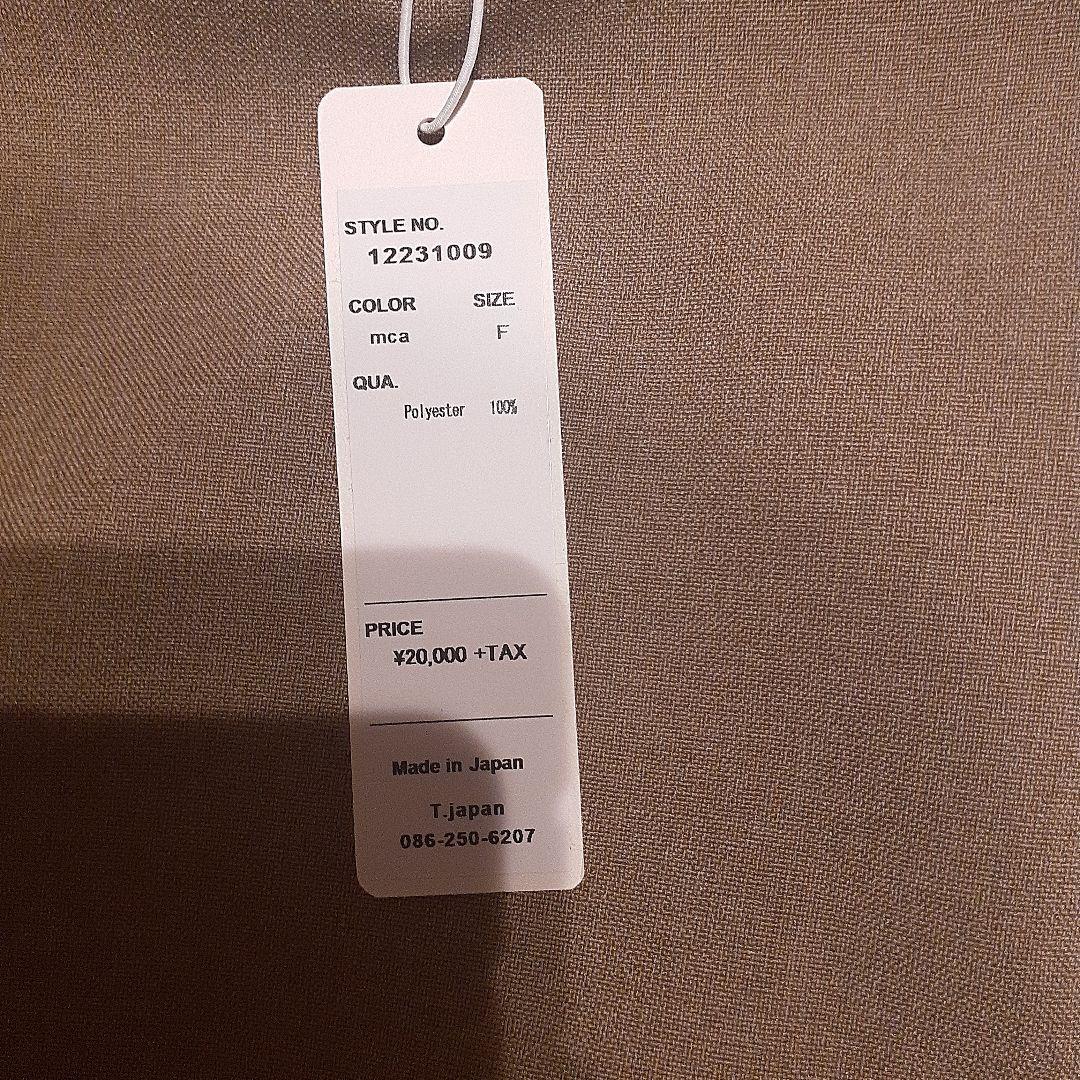 STYLE NO.
12231009
COLOR SIZE
mca F
QUA.
Polyester 100%
PRICE
¥20,000 +TAX
Made in Japan
T.japan
086-250-6207